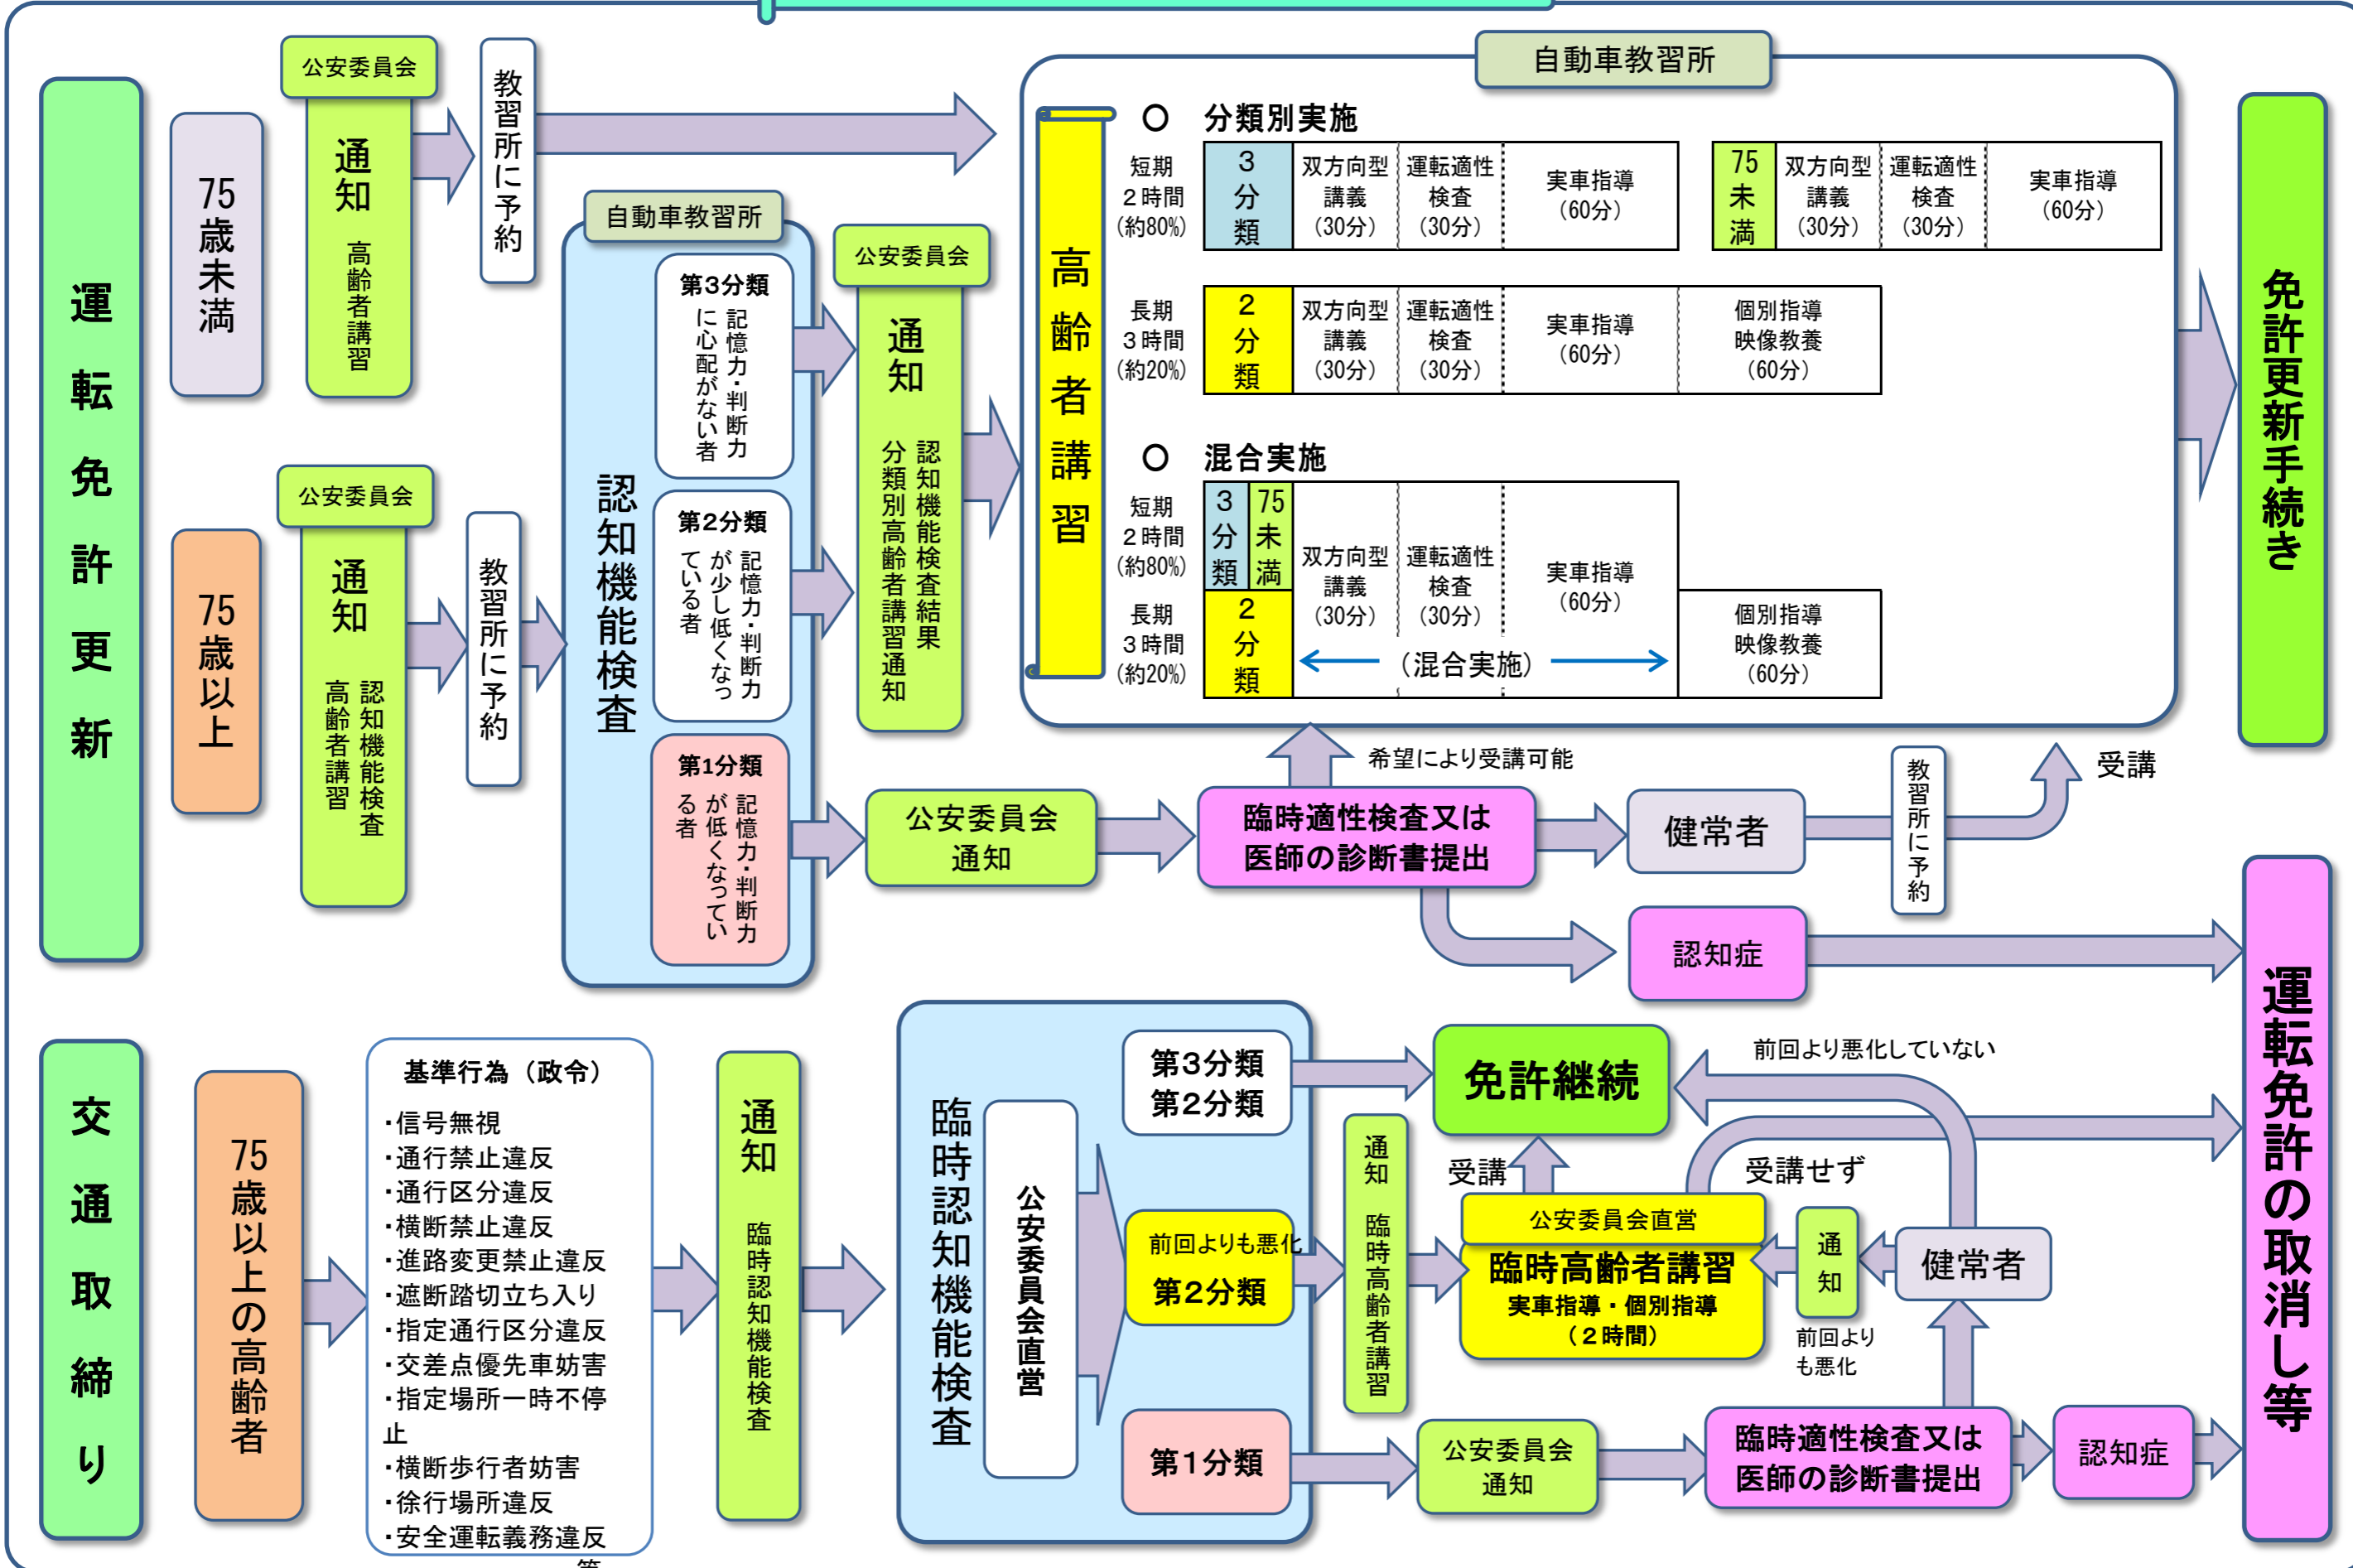 運転免許更新
75歳未満
公安委員会
通知
高齢者講習
教習所に予約
75歳以上
公安委員会
通知
認知機能検査
高齢者講習
教習所に予約
自動車教習所
認知機能検査
第3分類
記憶力・判断力
に心配がない者
第2分類
記憶力・判断力
が少し低くなっ
ている者
第1分類
記憶力・判断力
が低くなってい
る者
公安委員会
通知
認知機能検査結果
分類別高齢者講習通知
自動車教習所
高齢者講習
○ 分類別実施
短期
2時間
(約80%)
3分類
双方向型
講義
(30分)
運転適性
検査
(30分)
実車指導
(60分)
75未満
双方向型
講義
(30分)
運転適性
検査
(30分)
実車指導
(60分)
長期
3時間
(約20%)
2分類
双方向型
講義
(30分)
運転適性
検査
(30分)
実車指導
(60分)
個別指導
映像教養
(60分)
○ 混合実施
短期
2時間
(約80%)
3分類
75未満
長期
3時間
(約20%)
2分類
双方向型
講義
(30分)
運転適性
検査
(30分)
実車指導
(60分)
(混合実施)
個別指導
映像教養
(60分)
免許更新手続き
公安委員会
通知
希望により受講可能
臨時適性検査又は
医師の診断書提出
健常者
教習所に予約
受講
認知症
運転免許の取消し等
交通取締り
75歳以上の高齢者
基準行為（政令）
・信号無視
・通行禁止違反
・通行区分違反
・横断禁止違反
・進路変更禁止違反
・遮断踏切立ち入り
・指定通行区分違反
・交差点優先車妨害
・指定場所一時不停
止
・横断歩行者妨害
・徐行場所違反
・安全運転義務違反
通知
臨時認知機能検査
臨時認知機能検査
公安委員会直営
第3分類
第2分類
前回よりも悪化
第2分類
第1分類
免許継続
通知
臨時高齢者講習
受講
公安委員会直営
臨時高齢者講習
実車指導・個別指導
（2時間）
受講せず
前回より悪化していない
通知
前回より
も悪化
健常者
公安委員会
通知
臨時適性検査又は
医師の診断書提出
認知症